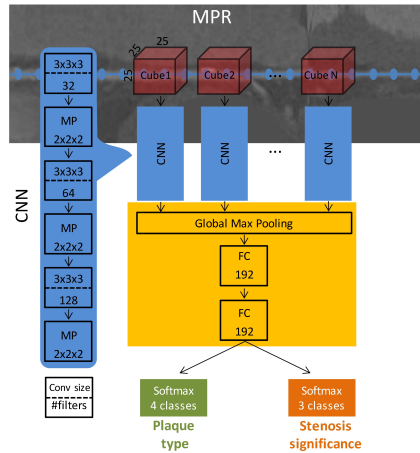 MPR
25
25
25
Cube1
Cube2
...
Cube N
3x3x3
32
MP
2x2x2
3x3x3
64
MP
2x2x2
3x3x3
128
MP
2x2x2
CNN
CNN
CNN
...
CNN
Global Max Pooling
FC
192
FC
192
Conv size
#filters
Softmax
4 classes
Plaque
type
Softmax
3 classes
Stenosis
significance